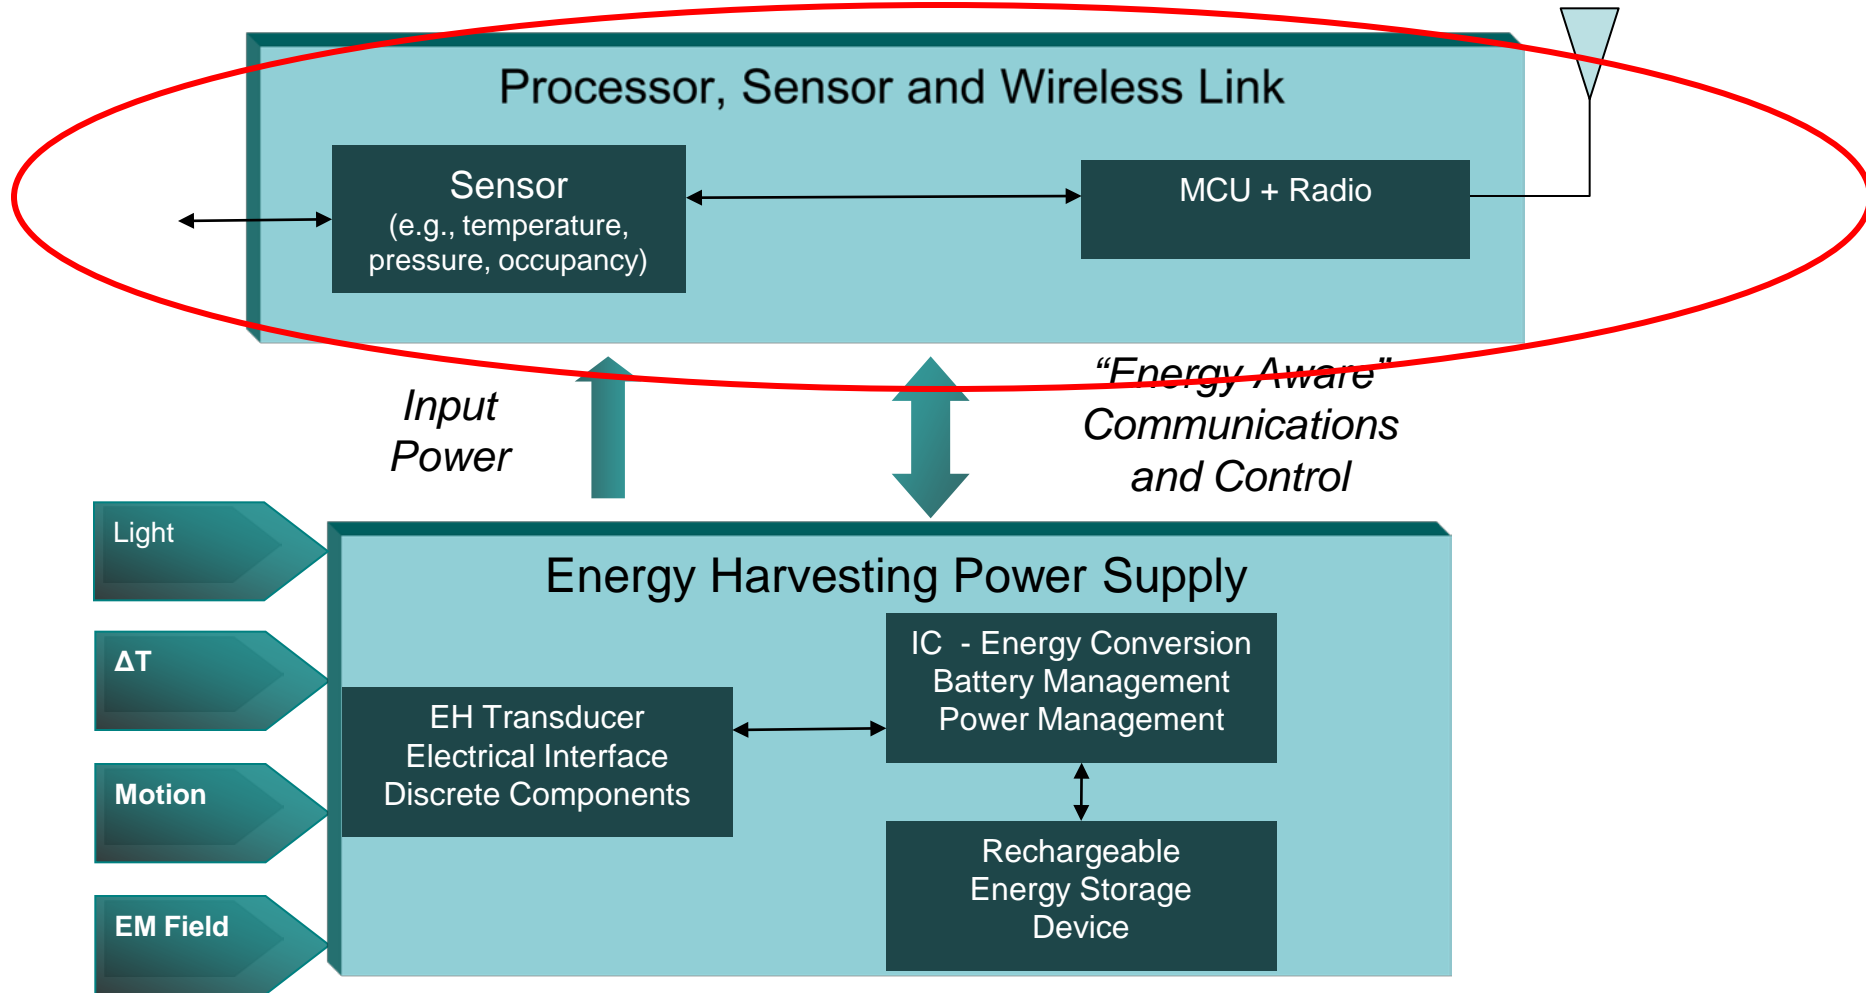 Processor, Sensor and Wireless Link
Sensor
(e.g., temperature,
pressure, occupancy)
MCU + Radio
Input
Power
“Energy Aware”
Communications
and Control
Light
ΔT
Motion
EM Field
Energy Harvesting Power Supply
EH Transducer
Electrical Interface
Discrete Components
IC - Energy Conversion
Battery Management
Power Management
Rechargeable
Energy Storage
Device